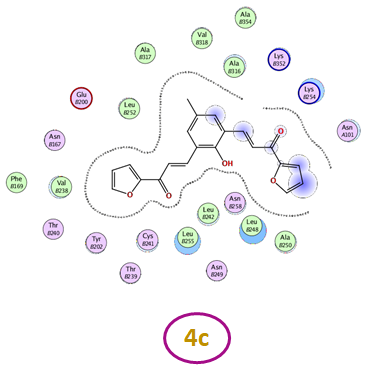 Ala
B354
Val
B318
Ala
B317
Lys
B352
Ala
B316
Lys
B254
Glu
B200
Leu
B252
Asn
A101
Asn
B167
O
OH
O
O
O
Phe
B169
Val
B238
Asn
B258
Leu
B242
Leu
B248
Thr
B240
Tyr
B202
Cys
B241
Leu
B255
Ala
B250
Thr
B239
Asn
B249
4c